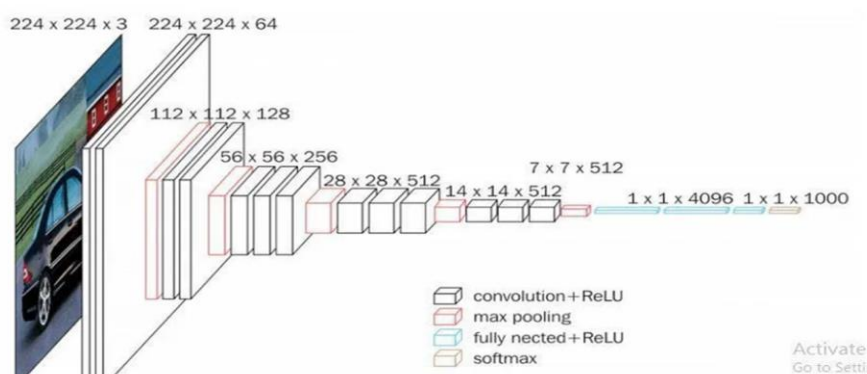 224 x 224 x 3
224 x 224 x 64
112 x 112 x 128
56 x 56 x 256
28 x 28 x 512
14 x 14 x 512
7 x 7 x 512
1 x 1 x 4096
1 x 1 x 1000
convolution+ReLU
max pooling
fully nected+ReLU
softmax
Activate
Go to Setti